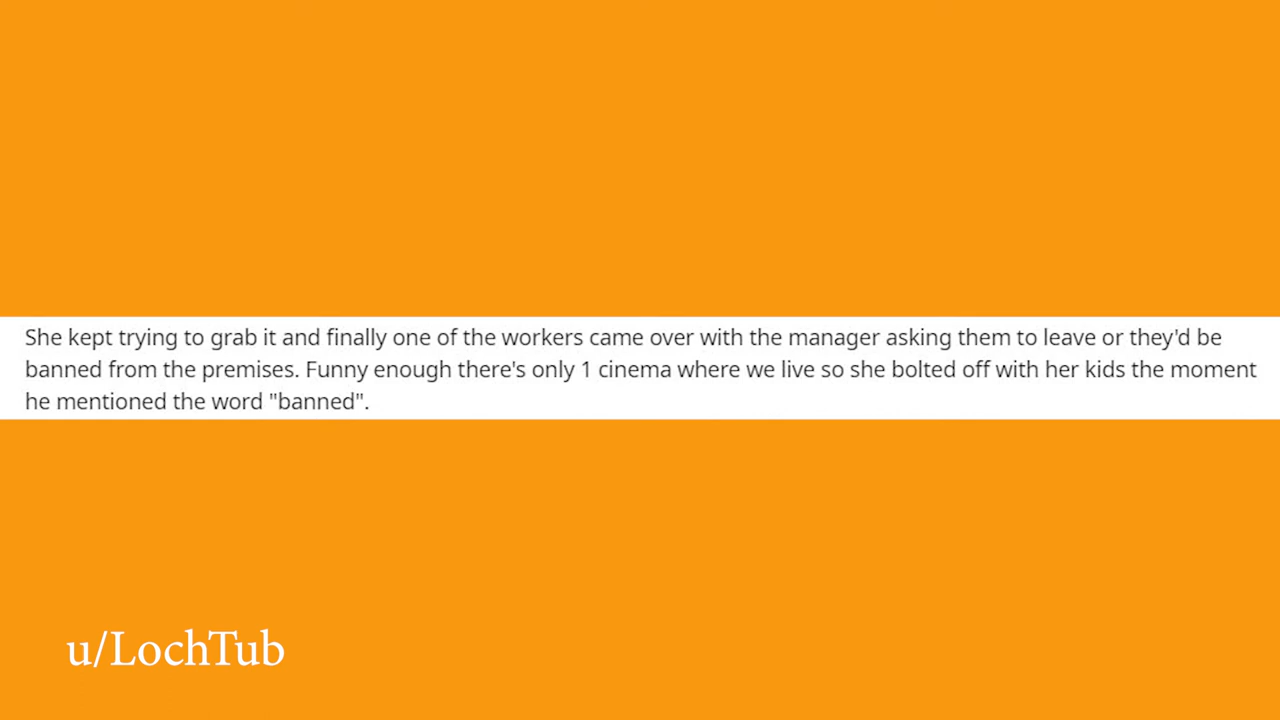 She kept trying to grab it and finally one of the workers came over with the manager asking them to leave or they'd be
banned from the premises. Funny enough there's only 1 cinema where we live so she bolted off with her kids the moment
he mentioned the word "banned".
u/LochTub